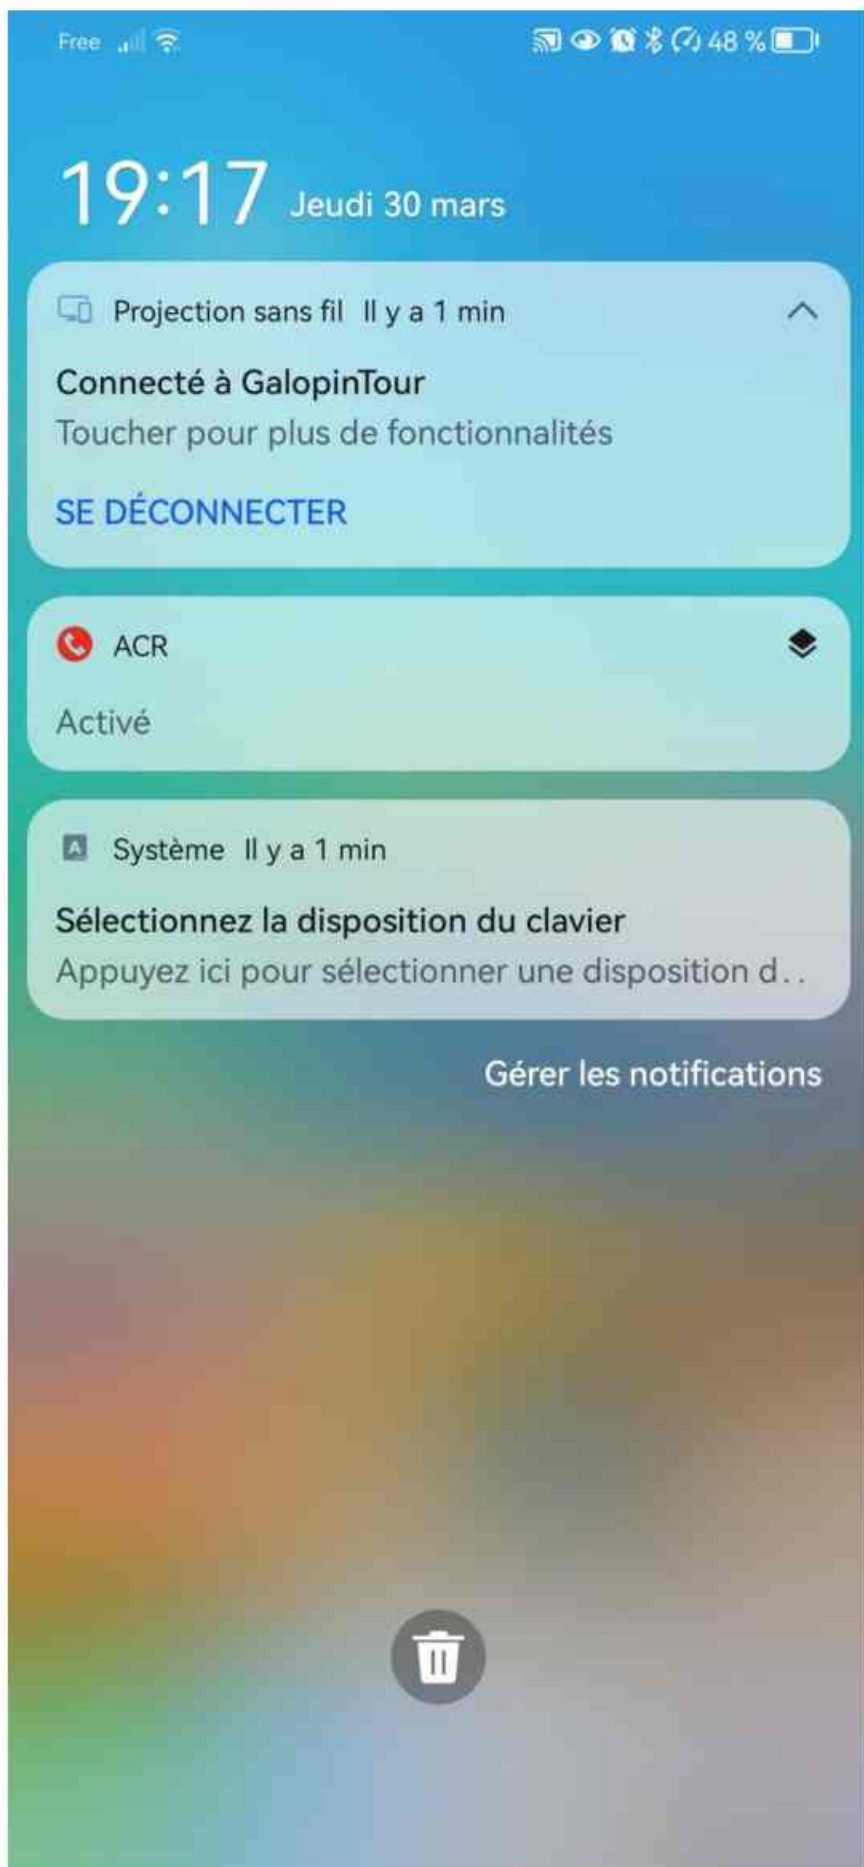 Free 48 %
19:17 Jeudi 30 mars
Projection sans fil Il y a 1 min
Connecté à GalopinTour
Toucher pour plus de fonctionnalités
SE DÉCONNECTER
ACR
Activé
A Système Il y a 1 min
Sélectionnez la disposition du clavier
Appuyez ici pour sélectionner une disposition d..
Gérer les notifications